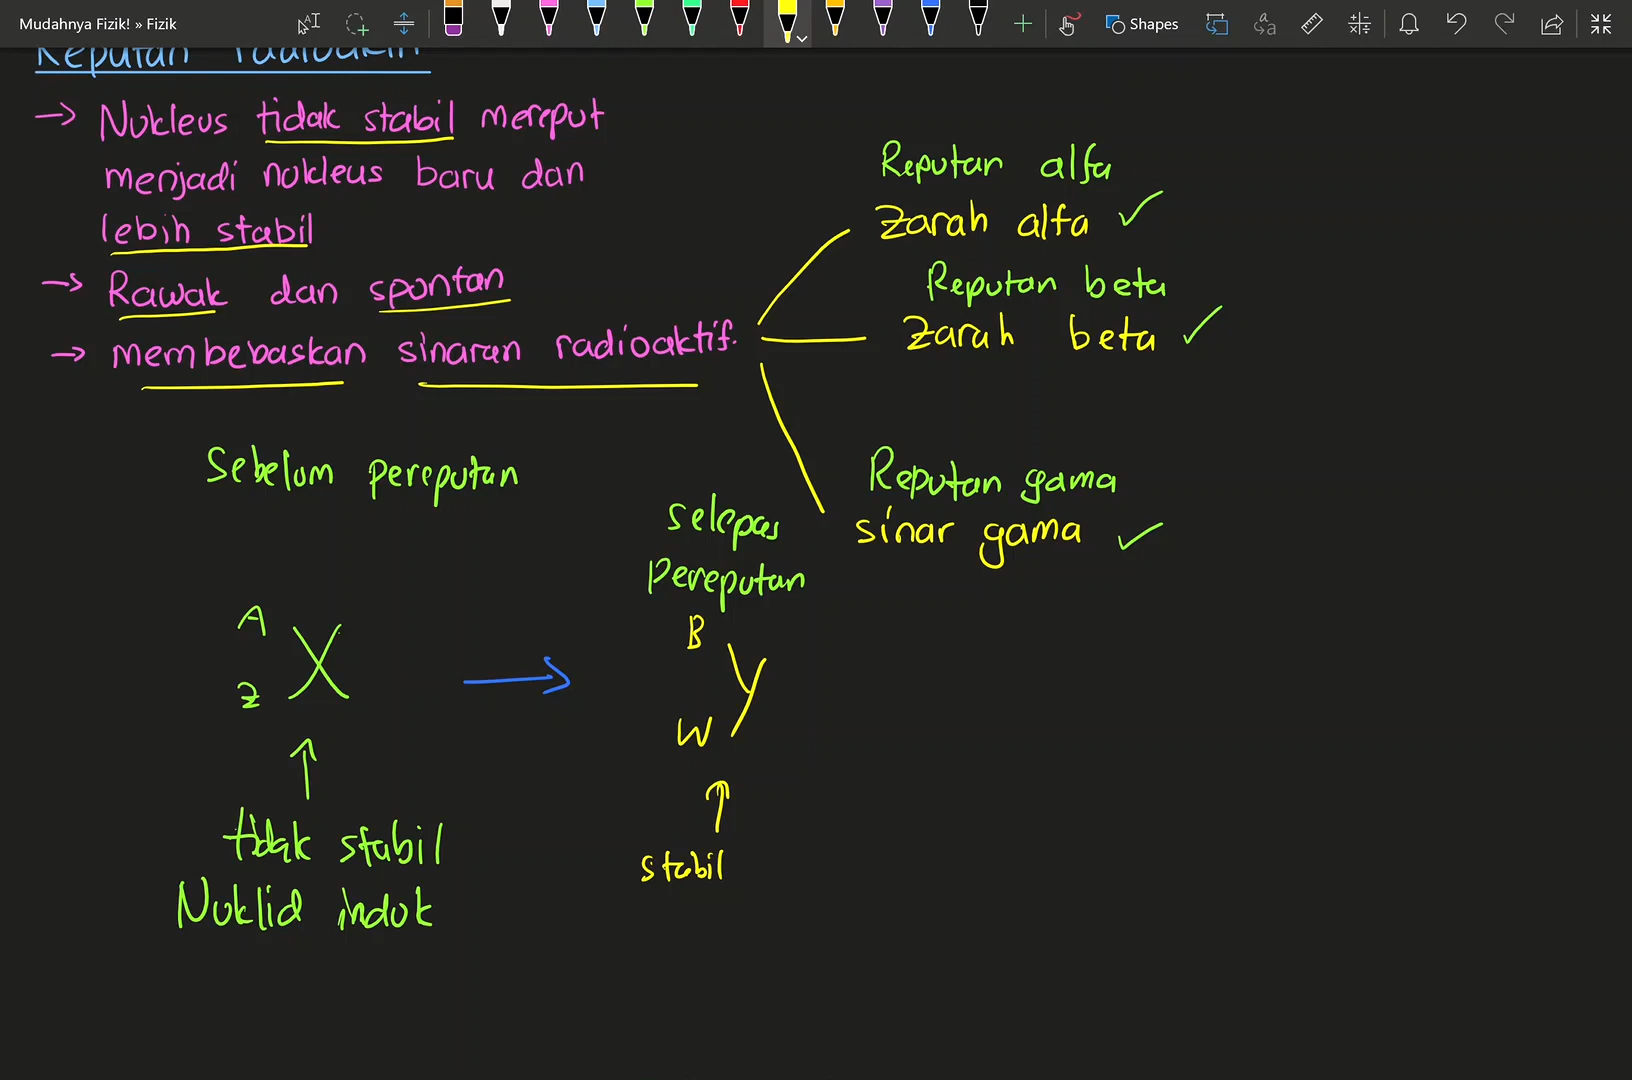 Mudahnya Fizik! » Fizik
Shapes
Reputan radioaktif
→ Nukleus tidak stabil mereput
menjadi nukleus baru dan
lebih stabil
→ Rawak dan spontan
→ membebaskan sinaran radioaktif.
Reputan alfa
Zarah alfa ✓
Reputan beta
Zarah beta ✓
Reputan gama
sinar gama ✓
Sebelum pereputan
selepas
Pereputan
A
Z X
→
B
W Y
↑
tidak stabil
Nuklid induk
↑
stabil